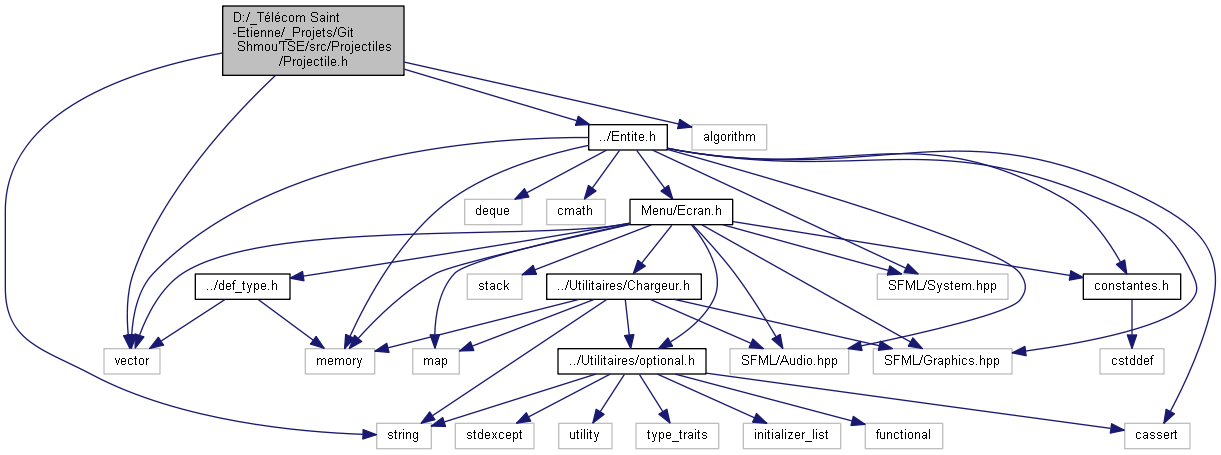 D:/_Télécom Saint
-Etienne/_Projets/Git
ShmouTSE/src/Projectiles
/Projectile.h
../Entite.h
algorithm
deque
cmath
Menu/Ecran.h
../def_type.h
stack
../Utilitaires/Chargeur.h
SFML/System.hpp
constantes.h
vector
memory
map
../Utilitaires/optional.h
SFML/Audio.hpp
SFML/Graphics.hpp
cstddef
string
stdexcept
utility
type_traits
initializer_list
functional
cassert